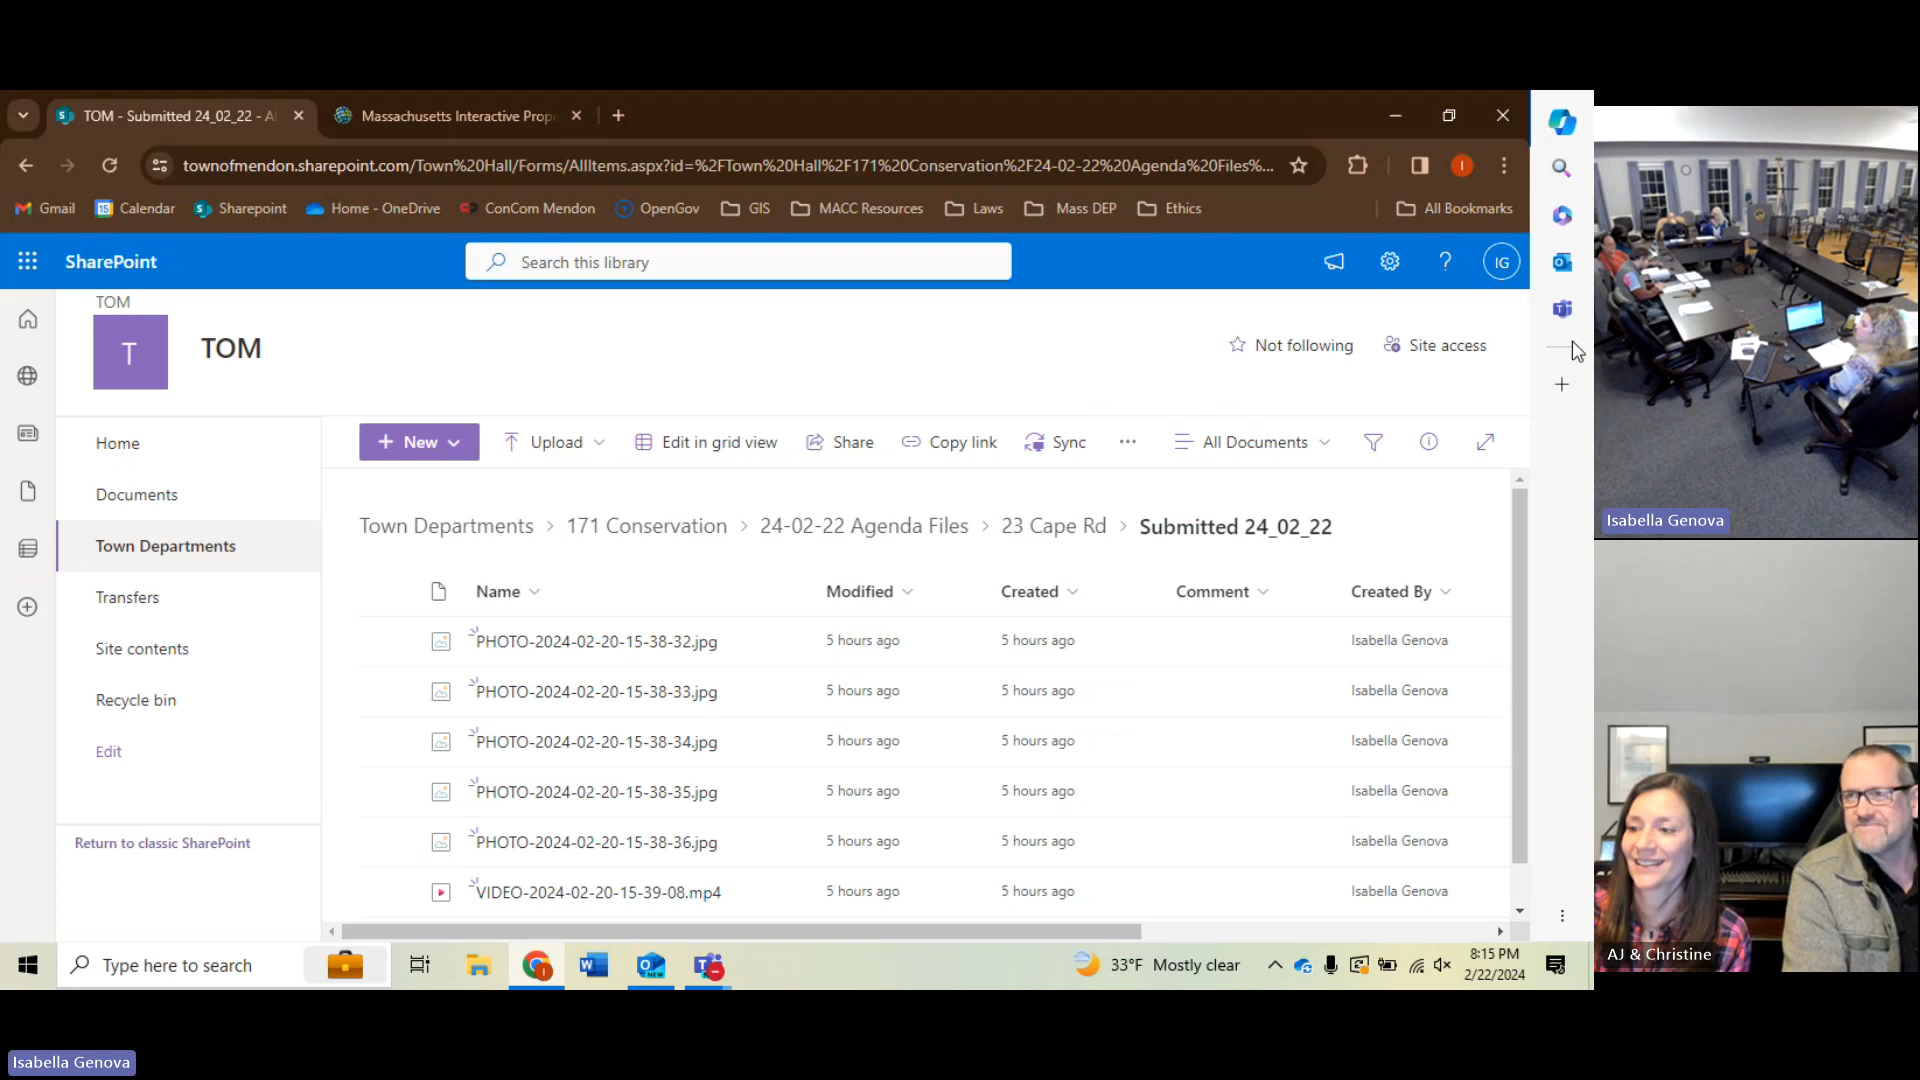 TOM - Submitted 24_02_22 - Al
Massachusetts Interactive Prop
townofmendon.sharepoint.com/Town%20Hall/Forms/AllItems.aspx?id=%2FTown%20Hall%2F171%20Conservation%2F24-02-22%20Agenda%20Files%...
I
Gmail
15
Calendar
Sharepoint
Home - OneDrive
ConCom Mendon
OpenGov
GIS
MACC Resources
Laws
Mass DEP
Ethics
All Bookmarks
SharePoint
Search this library
IG
TOM
T
TOM
Not following
Site access
Home
Documents
Town Departments
Transfers
Site contents
Recycle bin
Edit
Return to classic SharePoint
New
Upload
Edit in grid view
Share
Copy link
Sync
All Documents
Town Departments > 171 Conservation > 24-02-22 Agenda Files > 23 Cape Rd > Submitted 24_02_22
Name Modified Created Comment Created By
PHOTO-2024-02-20-15-38-32.jpg 5 hours ago 5 hours ago Isabella Genova
PHOTO-2024-02-20-15-38-33.jpg 5 hours ago 5 hours ago Isabella Genova
PHOTO-2024-02-20-15-38-34.jpg 5 hours ago 5 hours ago Isabella Genova
PHOTO-2024-02-20-15-38-35.jpg 5 hours ago 5 hours ago Isabella Genova
PHOTO-2024-02-20-15-38-36.jpg 5 hours ago 5 hours ago Isabella Genova
VIDEO-2024-02-20-15-39-08.mp4 5 hours ago 5 hours ago Isabella Genova
Type here to search
33°F Mostly clear
8:15 PM
2/22/2024
Isabella Genova
AJ & Christine
Isabella Genova